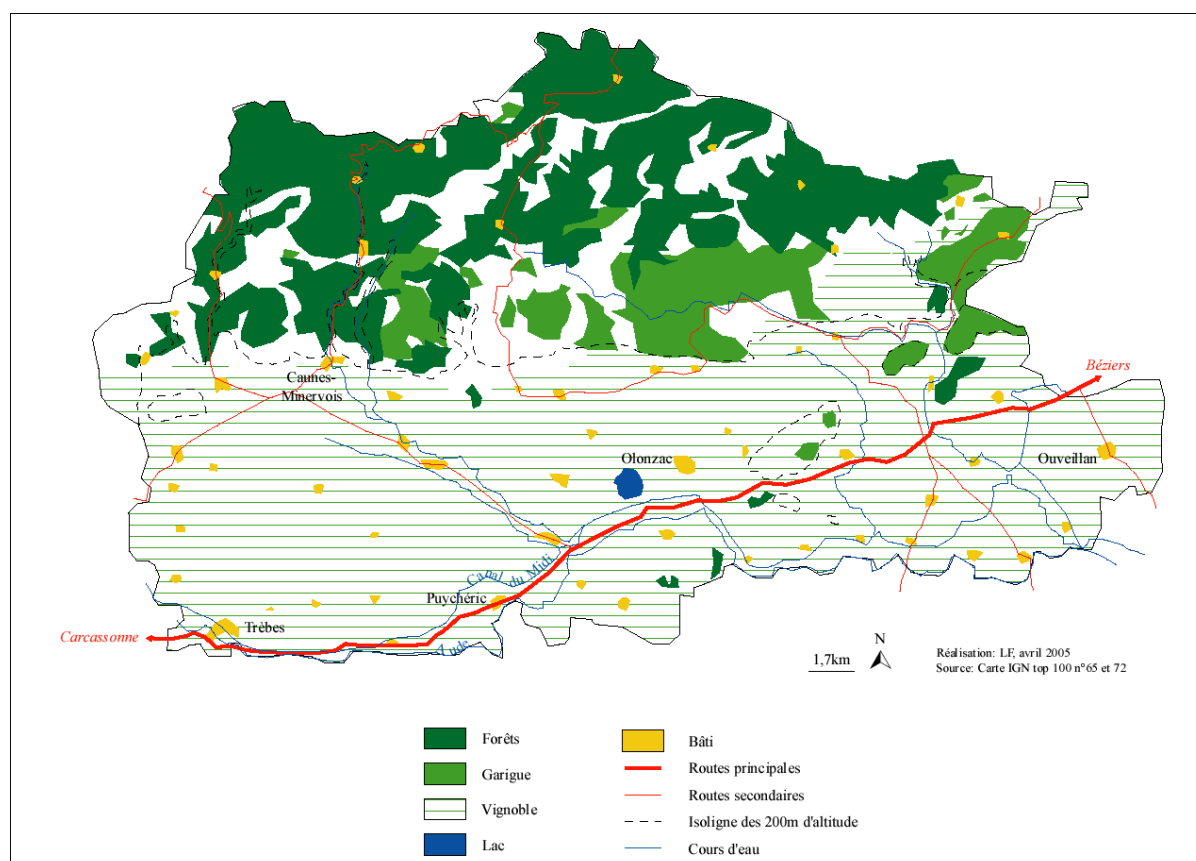 Béziers
Caunes-
Minervois
Olonzac
Ouveillan
Canal du Midi
Puychéric
Trèbes
Aude
Carcassonne
N
1,7km
Réalisation: LF, avril 2005
Source: Carte IGN top 100 n°65 et 72
Forêts
Garigue
Vignoble
Lac
Bâti
Routes principales
Routes secondaires
Isoligne des 200m d'altitude
Cours d'eau